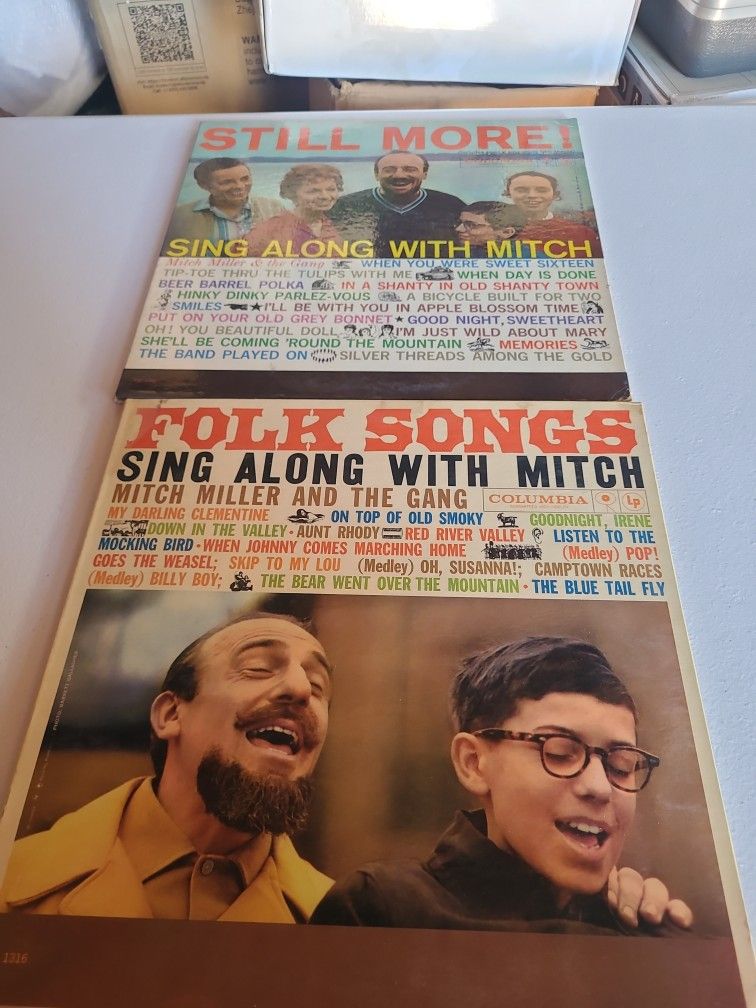 STILL MORE!
SING ALONG WITH MITCH
Mitch Miller & the Gang WHEN YOU WERE SWEET SIXTEEN
TIP-TOE THRU THE TULIPS WITH ME WHEN DAY IS DONE
BEER BARREL POLKA IN A SHANTY IN OLD SHANTY TOWN
HINKY DINKY PARLEZ-VOUS A BICYCLE BUILT FOR TWO
SMILES ★ I'LL BE WITH YOU IN APPLE BLOSSOM TIME
PUT ON YOUR OLD GREY BONNET ★ GOOD NIGHT, SWEETHEART
OH! YOU BEAUTIFUL DOLL I'M JUST WILD ABOUT MARY
SHE'LL BE COMING 'ROUND THE MOUNTAIN MEMORIES
THE BAND PLAYED ON SILVER THREADS AMONG THE GOLD
FOLK SONGS
SING ALONG WITH MITCH
MITCH MILLER AND THE GANG COLUMBIA Lp
MY DARLING CLEMENTINE ON TOP OF OLD SMOKY GOODNIGHT, IRENE
DOWN IN THE VALLEY • AUNT RHODY RED RIVER VALLEY LISTEN TO THE
MOCKING BIRD • WHEN JOHNNY COMES MARCHING HOME (Medley) POP!
GOES THE WEASEL; SKIP TO MY LOU (Medley) OH, SUSANNA!; CAMPTOWN RACES
(Medley) BILLY BOY; THE BEAR WENT OVER THE MOUNTAIN • THE BLUE TAIL FLY
1316